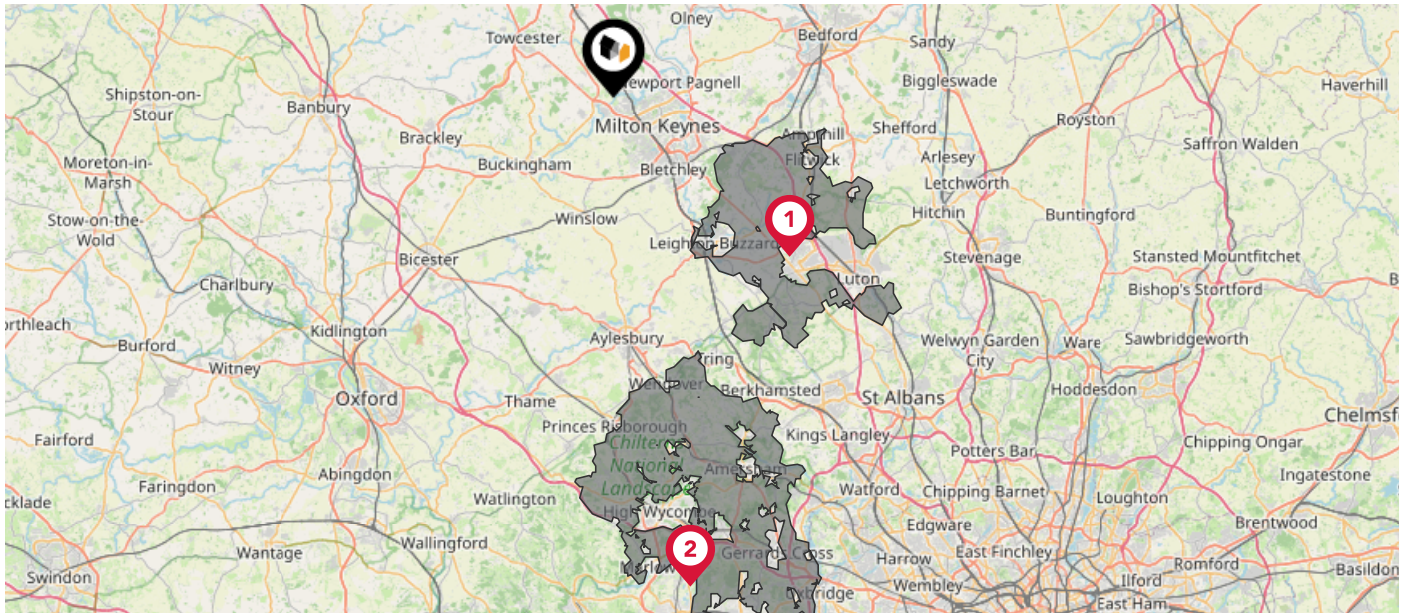 Olney
Towcester
Bedford
Sandy
Newport Pagnell
Biggleswade
Haverhill
Shipston-on-
Stour
Banbury
Royston
Milton Keynes
Shefford
Ampthill
Brackley
Saffron Walden
Buckingham
Bletchley
Flitwick
Arlesey
Moreton-in-
Marsh
Letchworth
Hitchin
Buntingford
Stow-on-the-
Wold
Winslow
1
Leighton Buzzard
Bicester
Stevenage
Stansted Mountfitchet
Luton
B
Charlbury
Bishop's Stortford
orthleach
Kidlington
Burford
Aylesbury
Welwyn Garden
City
Ware
Sawbridgeworth
Tring
Witney
Wendover
Berkhamsted
Hoddesdon
Oxford
Thame
St Albans
Chelmsf
Princes Risborough
Fairford
Chiltern
National
Landscape
Kings Langley
Chipping Ongar
Potters Bar
Amersham
Abingdon
Ingatestone
Faringdon
Watlington
Watford
Chipping Barnet
Loughton
cklade
High Wycombe
Edgware
Brentwood
Wallingford
Wantage
2
Gerrards Cross
Harrow
East Finchley
Marlow
Romford
Basildon
Swindon
Wembley
Ilford
Uxbridge
East Ham